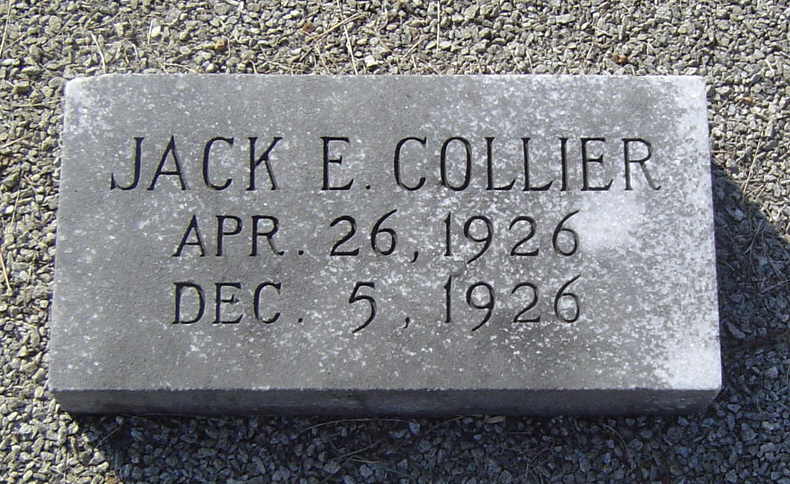 JACK E. COLLIER
APR. 26, 1926
DEC. 5, 1926